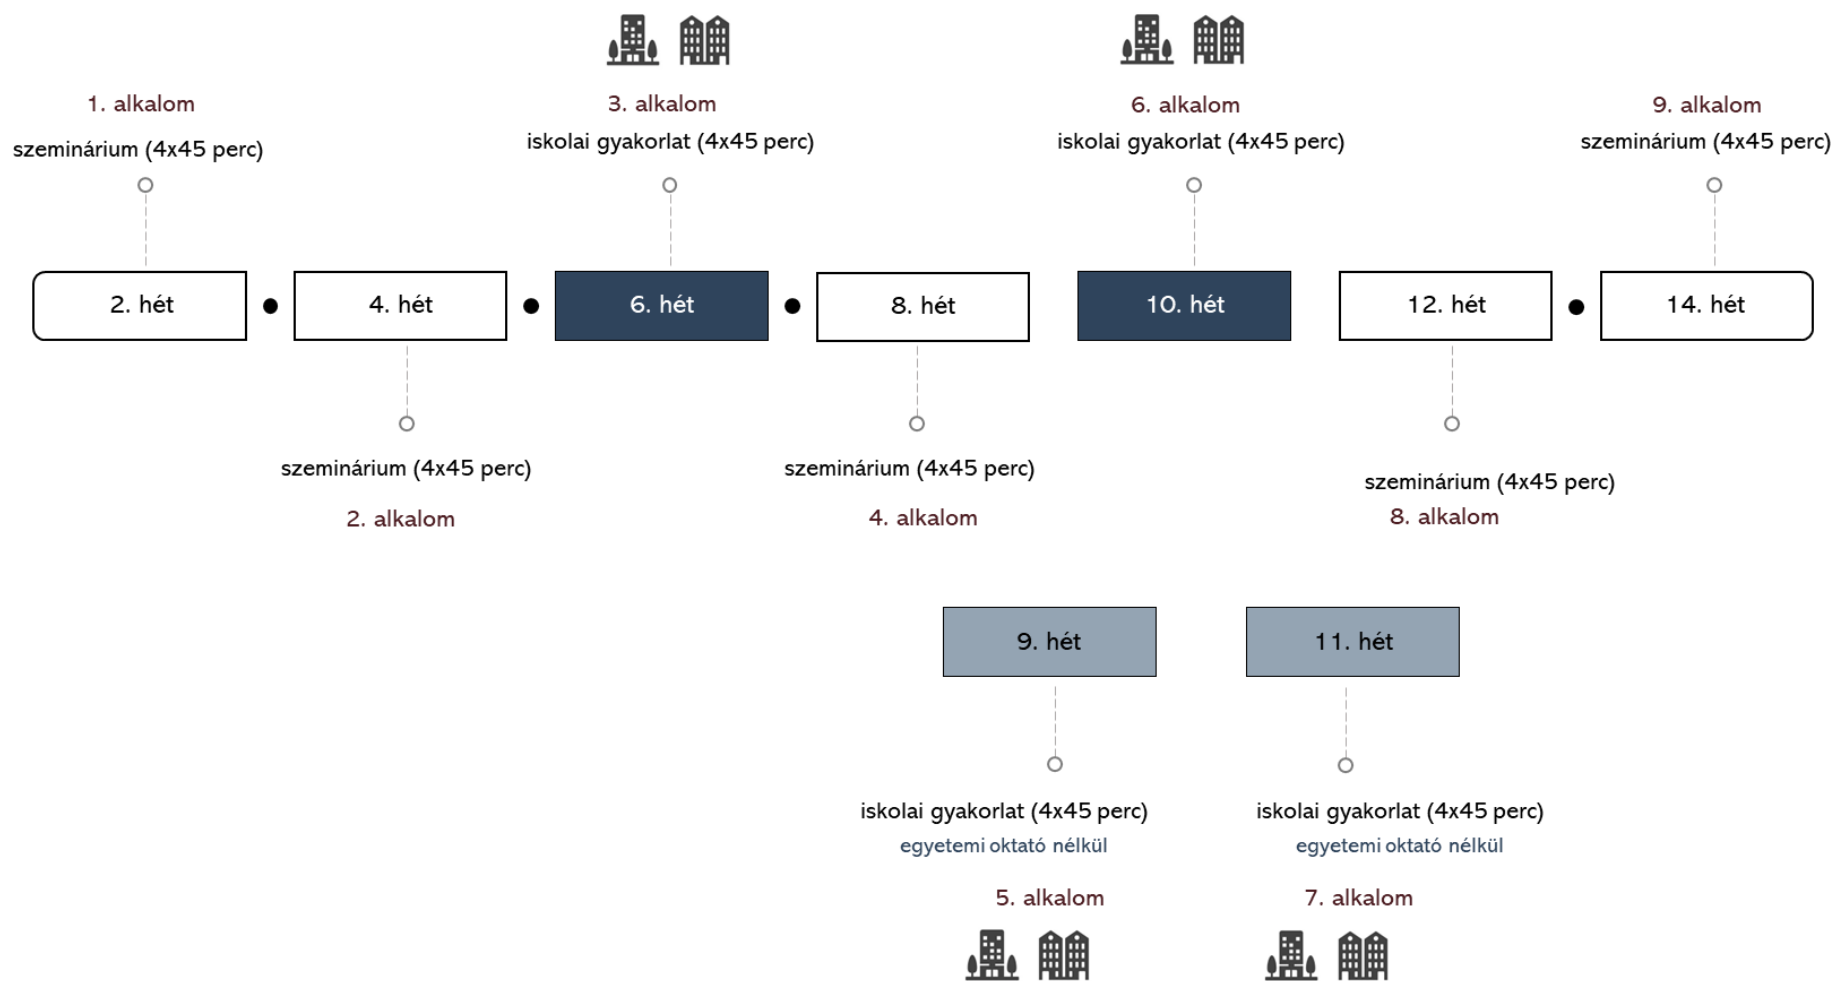 1. alkalom
szeminárium (4x45 perc)
3. alkalom
iskolai gyakorlat (4x45 perc)
6. alkalom
iskolai gyakorlat (4x45 perc)
9. alkalom
szeminárium (4x45 perc)
2. hét
4. hét
6. hét
8. hét
10. hét
12. hét
14. hét
szeminárium (4x45 perc)
2. alkalom
szeminárium (4x45 perc)
4. alkalom
szeminárium (4x45 perc)
8. alkalom
9. hét
11. hét
iskolai gyakorlat (4x45 perc)
egyetemi oktató nélkül
5. alkalom
iskolai gyakorlat (4x45 perc)
egyetemi oktató nélkül
7. alkalom